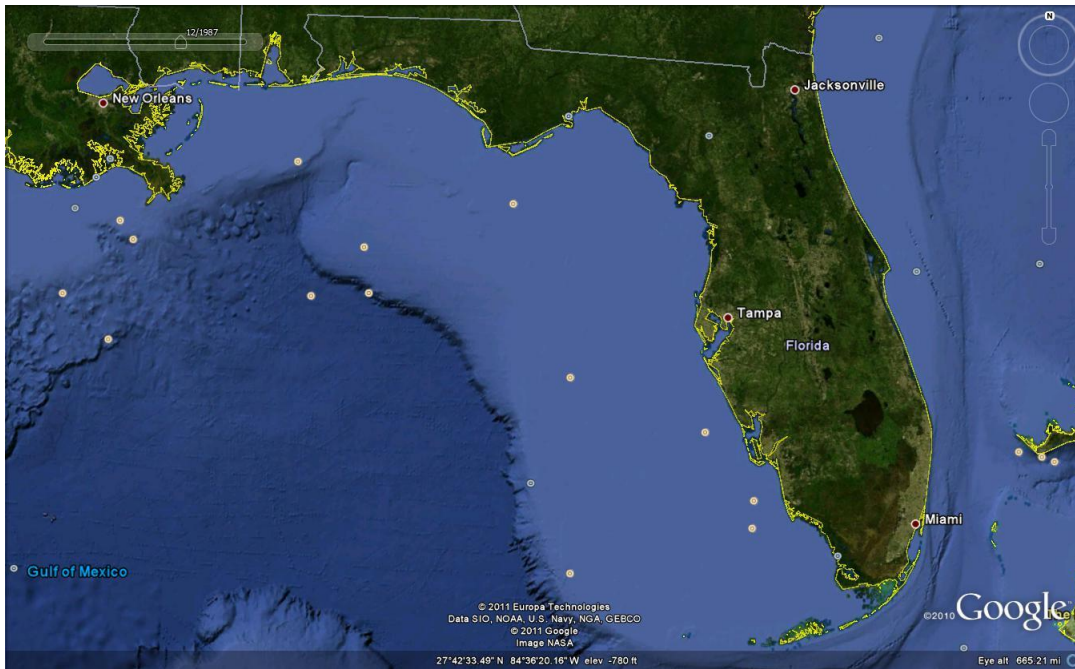 12/1987
N
New Orleans
Jacksonville
Tampa
Florida
Miami
Gulf of Mexico
© 2011 Europa Technologies
Data SIO, NOAA, U.S. Navy, NGA, GEBCO
© 2011 Google
Image NASA
©2010 Google
The
27°42'33.49" N 84°36'20.16" W elev -780 ft
Eye alt 665.21 mi